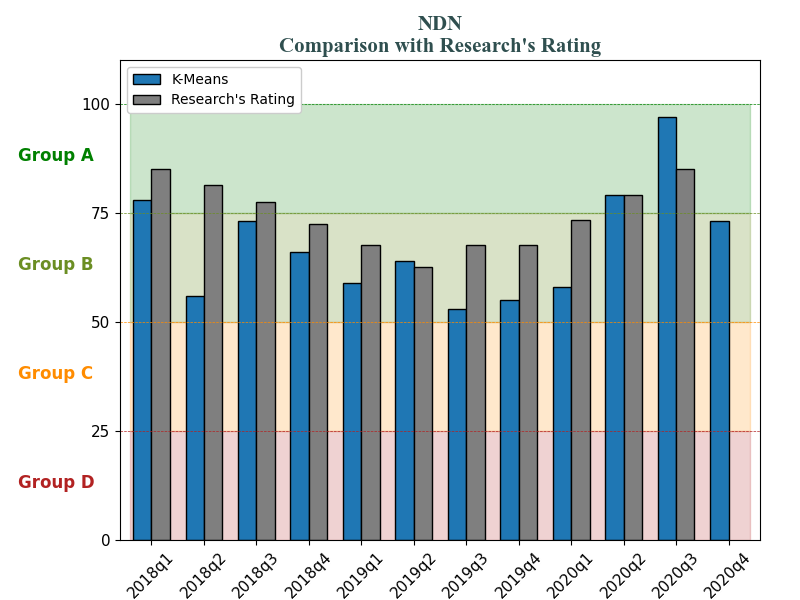 NDN
Comparison with Research's Rating
K-Means
Research's Rating
100
Group A
75
Group B
50
Group C
25
Group D
0
2018q1
2018q2
2018q3
2018q4
2019q1
2019q2
2019q3
2019q4
2020q1
2020q2
2020q3
2020q4